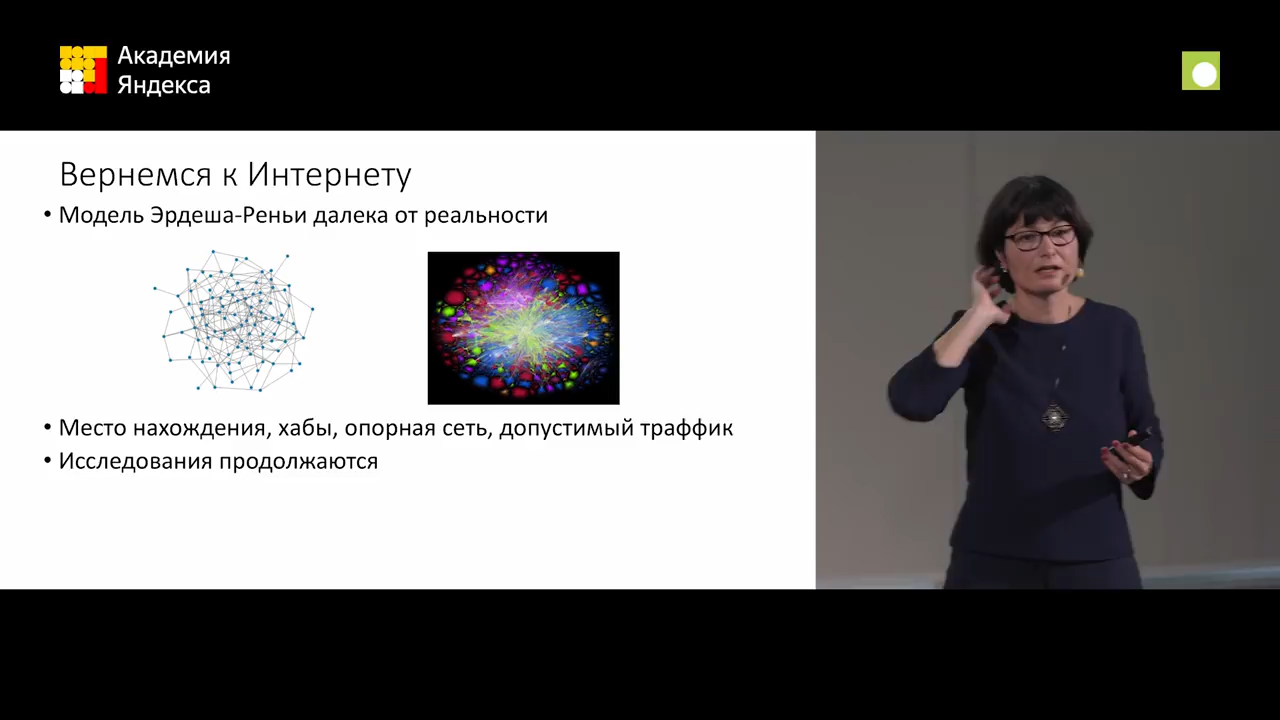 Академия
Яндекса
Вернемся к Интернету
• Модель Эрдеша-Реньи далека от реальности
• Место нахождения, хабы, опорная сеть, допустимый траффик
• Исследования продолжаются